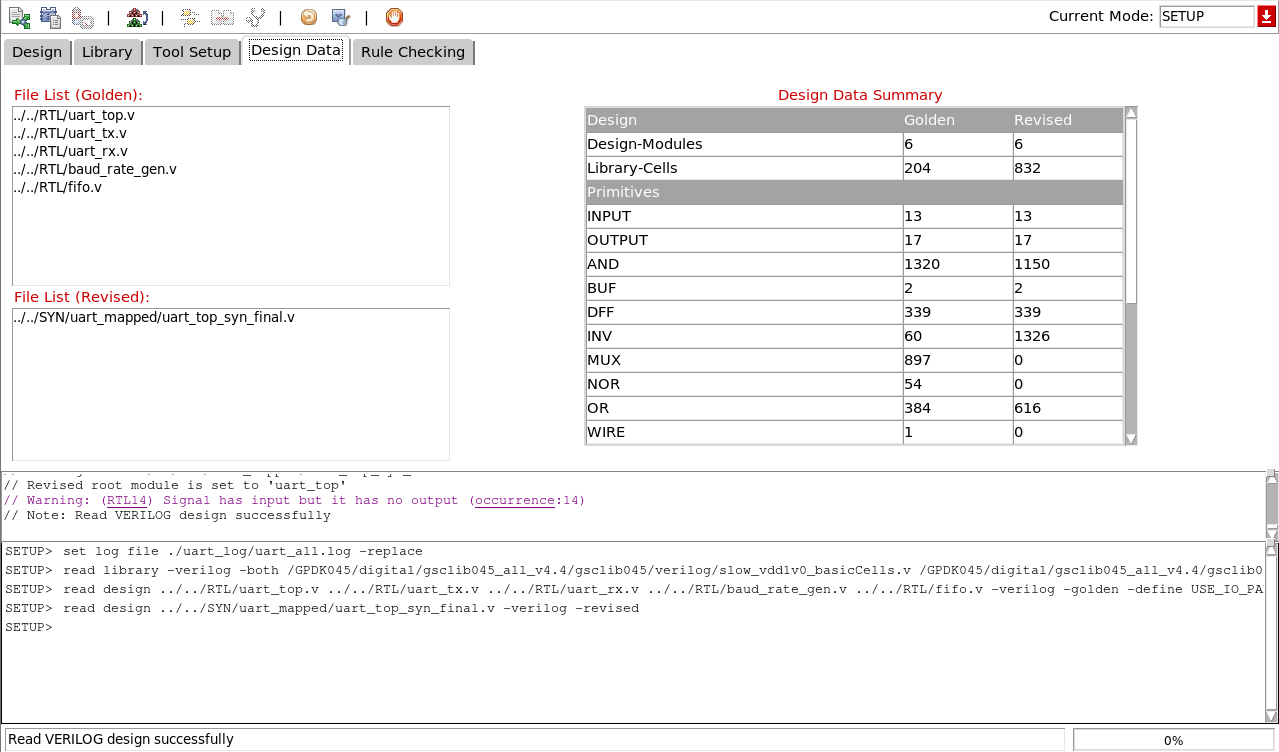 Current Mode: SETUP
Design Library Tool Setup Design Data Rule Checking
File List (Golden):
../../RTL/uart_top.v
../../RTL/uart_tx.v
../../RTL/uart_rx.v
../../RTL/baud_rate_gen.v
../../RTL/fifo.v
File List (Revised):
../../SYN/uart_mapped/uart_top_syn_final.v
Design Data Summary
Design Golden Revised
Design-Modules 6 6
Library-Cells 204 832
Primitives
INPUT 13 13
OUTPUT 17 17
AND 1320 1150
BUF 2 2
DFF 339 339
INV 60 1326
MUX 897 0
NOR 54 0
OR 384 616
WIRE 1 0
// Revised root module is set to 'uart_top'
// Warning: (RTL14) Signal has input but it has no output (occurrence:14)
// Note: Read VERILOG design successfully
SETUP> set log file ./uart_log/uart_all.log -replace
SETUP> read library -verilog -both /GPDK045/digital/gsclib045_all_v4.4/gsclib045/verilog/slow_vdd1v0_basicCells.v /GPDK045/digital/gsclib045_all_v4.4/gsclib0
SETUP> read design ../../RTL/uart_top.v ../../RTL/uart_tx.v ../../RTL/uart_rx.v ../../RTL/baud_rate_gen.v ../../RTL/fifo.v -verilog -golden -define USE_IO_PA
SETUP> read design ../../SYN/uart_mapped/uart_top_syn_final.v -verilog -revised
SETUP>
Read VERILOG design successfully
0%